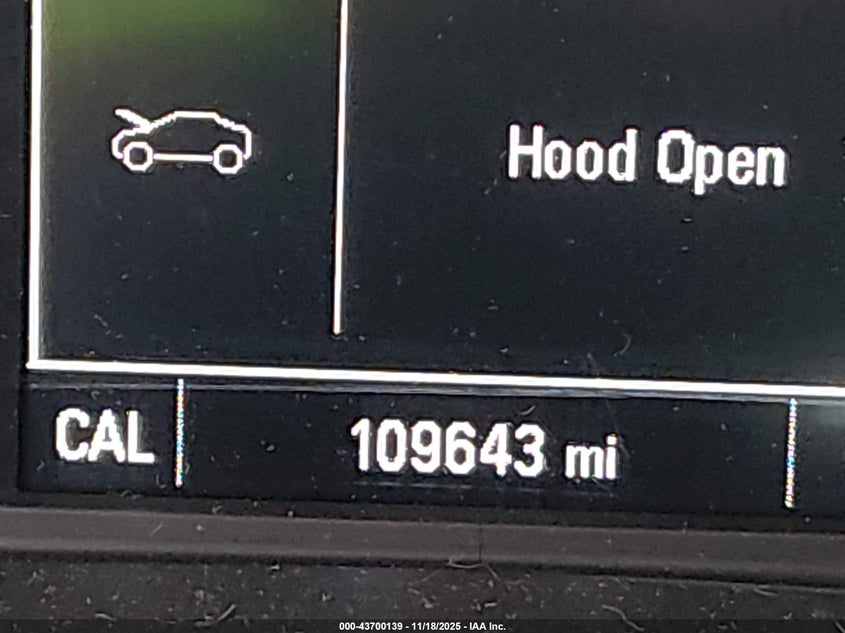 Hood Open
CAL
109643 mi
000-43700139 - 11/18/2025 - IAA Inc.